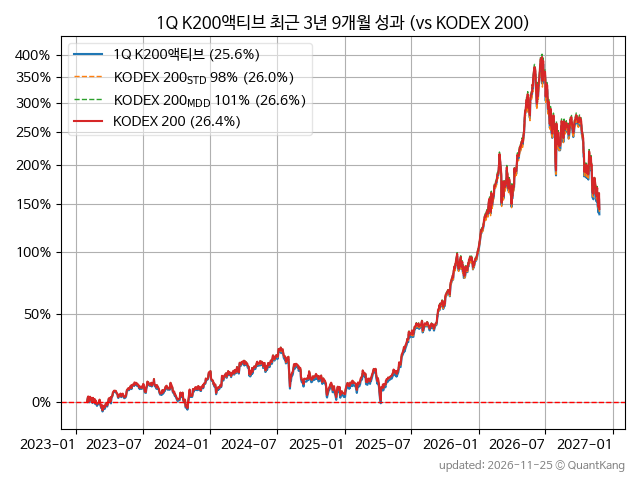 1Q K200액티브 최근 3년 9개월 성과 (vs KODEX 200)
1Q K200액티브 (25.6%)
KODEX 200STD 98% (26.0%)
KODEX 200MDD 101% (26.6%)
KODEX 200 (26.4%)
400%
350%
300%
250%
200%
150%
100%
50%
0%
2023-01 2023-07 2024-01 2024-07 2025-01 2025-07 2026-01 2026-07 2027-01
updated: 2026-11-25 © QuantKang